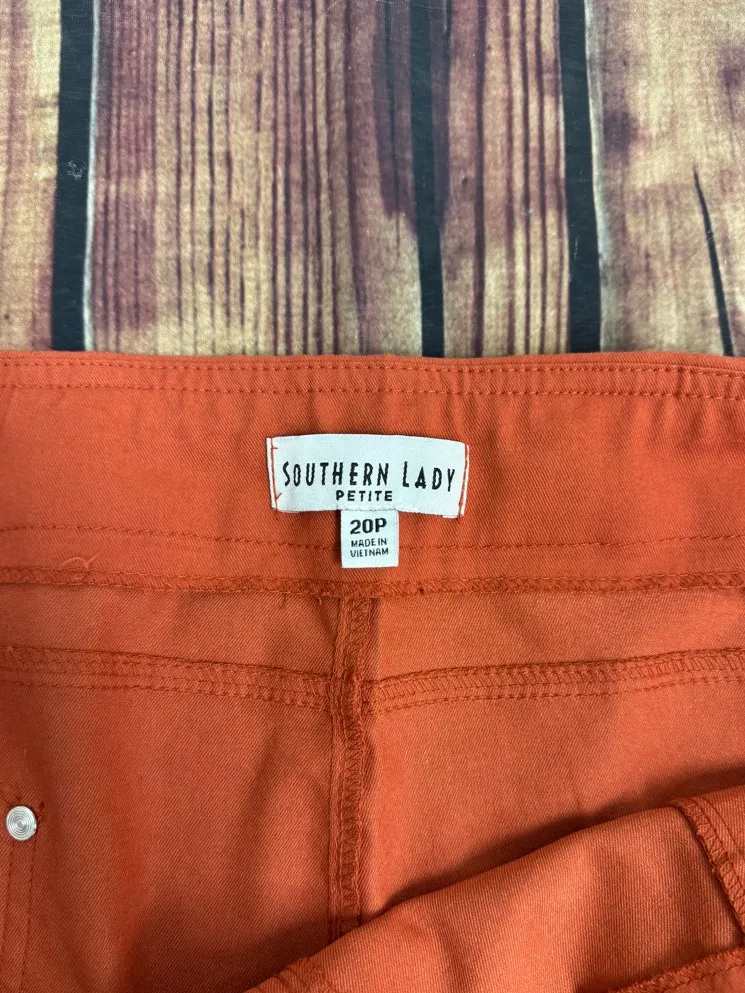 SOUTHERN LADY
PETITE
20P
MADE IN
VIETNAM